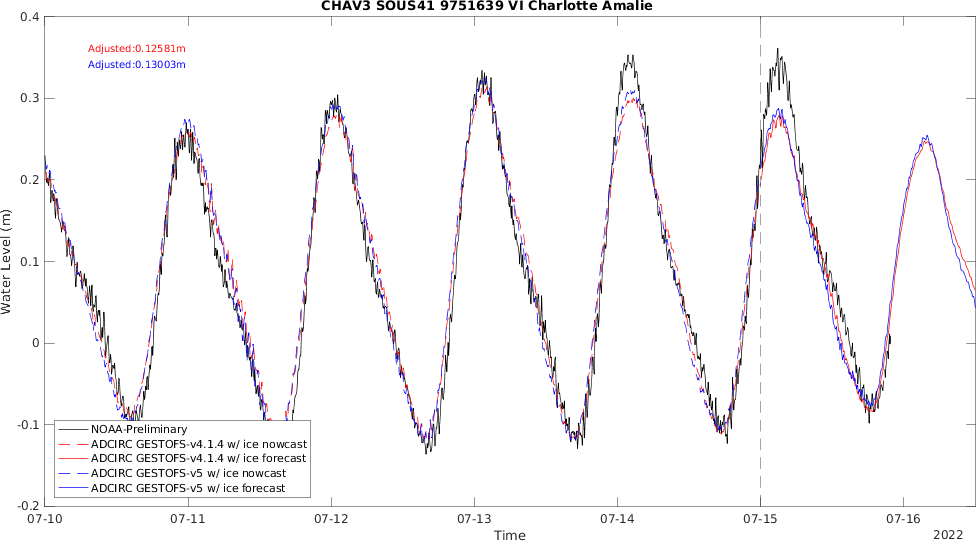 CHAV3 SOUS41 9751639 VI Charlotte Amalie
0.4
Adjusted:0.12581m
Adjusted:0.13003m
0.3
0.2
Water Level (m)
0.1
0
-0.1
NOAA-Preliminary
ADCIRC GESTOFS-v4.1.4 w/ ice nowcast
ADCIRC GESTOFS-v4.1.4 w/ ice forecast
ADCIRC GESTOFS-v5 w/ ice nowcast
ADCIRC GESTOFS-v5 w/ ice forecast
-0.2
07-10 07-11 07-12 07-13 07-14 07-15 07-16
Time
2022